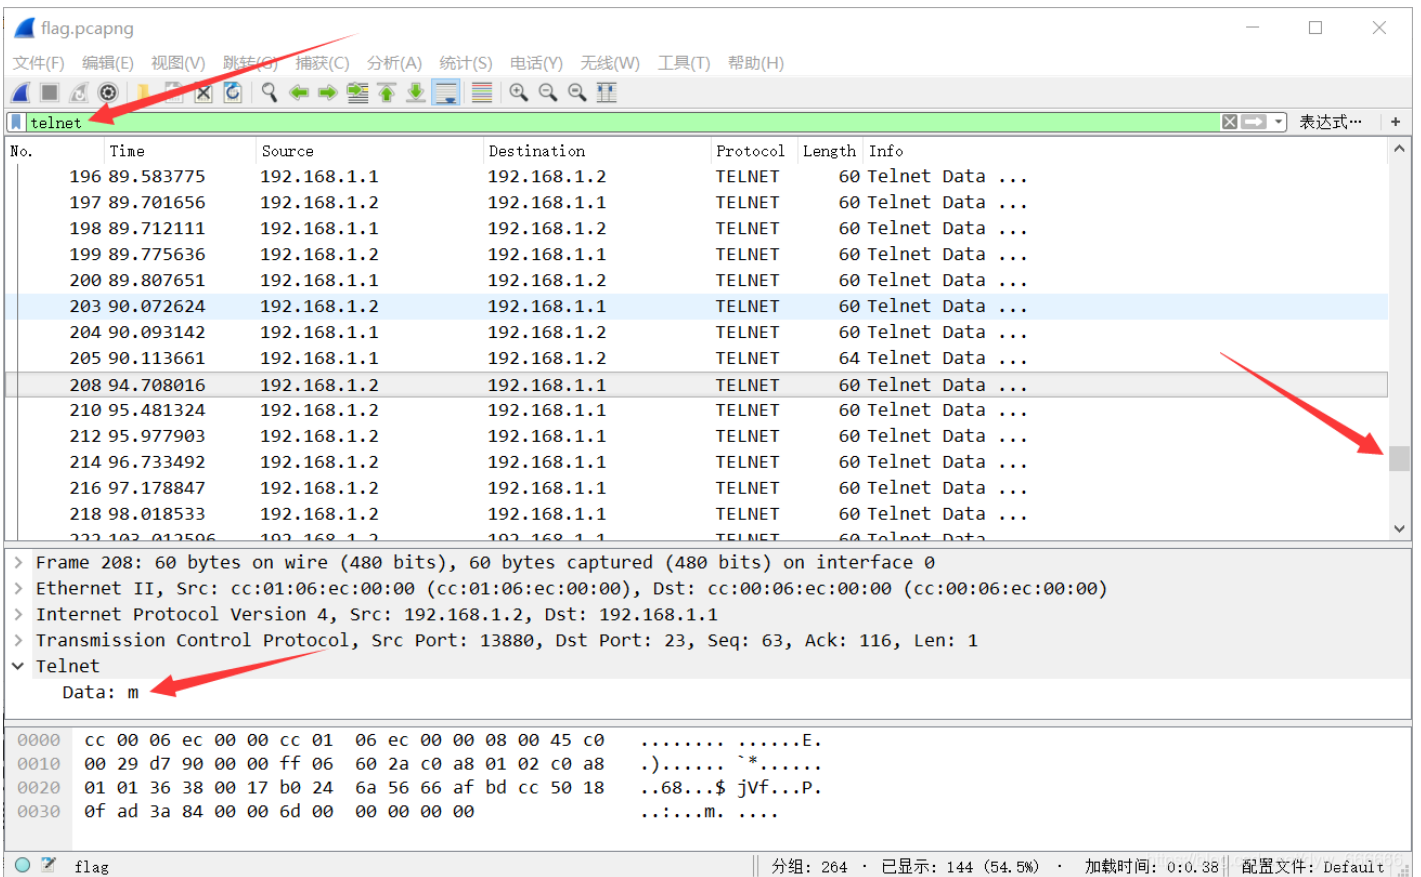 flag.pcapng
文件(F) 编辑(E) 视图(V) 跳转(G) 捕获(C) 分析(A) 统计(S) 电话(Y) 无线(W) 工具(T) 帮助(H)
telnet 表达式… +
No. Time Source Destination Protocol Length Info
196 89.583775 192.168.1.1 192.168.1.2 TELNET 60 Telnet Data ...
197 89.701656 192.168.1.2 192.168.1.1 TELNET 60 Telnet Data ...
198 89.712111 192.168.1.1 192.168.1.2 TELNET 60 Telnet Data ...
199 89.775636 192.168.1.2 192.168.1.1 TELNET 60 Telnet Data ...
200 89.807651 192.168.1.1 192.168.1.2 TELNET 60 Telnet Data ...
203 90.072624 192.168.1.2 192.168.1.1 TELNET 60 Telnet Data ...
204 90.093142 192.168.1.1 192.168.1.2 TELNET 60 Telnet Data ...
205 90.113661 192.168.1.1 192.168.1.2 TELNET 64 Telnet Data ...
208 94.708016 192.168.1.2 192.168.1.1 TELNET 60 Telnet Data ...
210 95.481324 192.168.1.2 192.168.1.1 TELNET 60 Telnet Data ...
212 95.977903 192.168.1.2 192.168.1.1 TELNET 60 Telnet Data ...
214 96.733492 192.168.1.2 192.168.1.1 TELNET 60 Telnet Data ...
216 97.178847 192.168.1.2 192.168.1.1 TELNET 60 Telnet Data ...
218 98.018533 192.168.1.2 192.168.1.1 TELNET 60 Telnet Data ...
222 103.012596 192.168.1.2 192.168.1.1 TELNET 60 Telnet Data
Frame 208: 60 bytes on wire (480 bits), 60 bytes captured (480 bits) on interface 0
Ethernet II, Src: cc:01:06:ec:00:00 (cc:01:06:ec:00:00), Dst: cc:00:06:ec:00:00 (cc:00:06:ec:00:00)
Internet Protocol Version 4, Src: 192.168.1.2, Dst: 192.168.1.1
Transmission Control Protocol, Src Port: 13880, Dst Port: 23, Seq: 63, Ack: 116, Len: 1
Telnet
Data: m
0000 cc 00 06 ec 00 00 cc 01 06 ec 00 00 08 00 45 c0 ........ ......E.
0010 00 29 d7 90 00 00 ff 06 60 2a c0 a8 01 02 c0 a8 .)...... `*......
0020 01 01 36 38 00 17 b0 24 6a 56 66 af bd cc 50 18 ..68...$ jVf...P.
0030 0f ad 3a 84 00 00 6d 00 00 00 00 00 ..:...m. ....
flag 分组: 264 · 已显示: 144 (54.5%) · 加载时间: 0:0.38 配置文件: Default